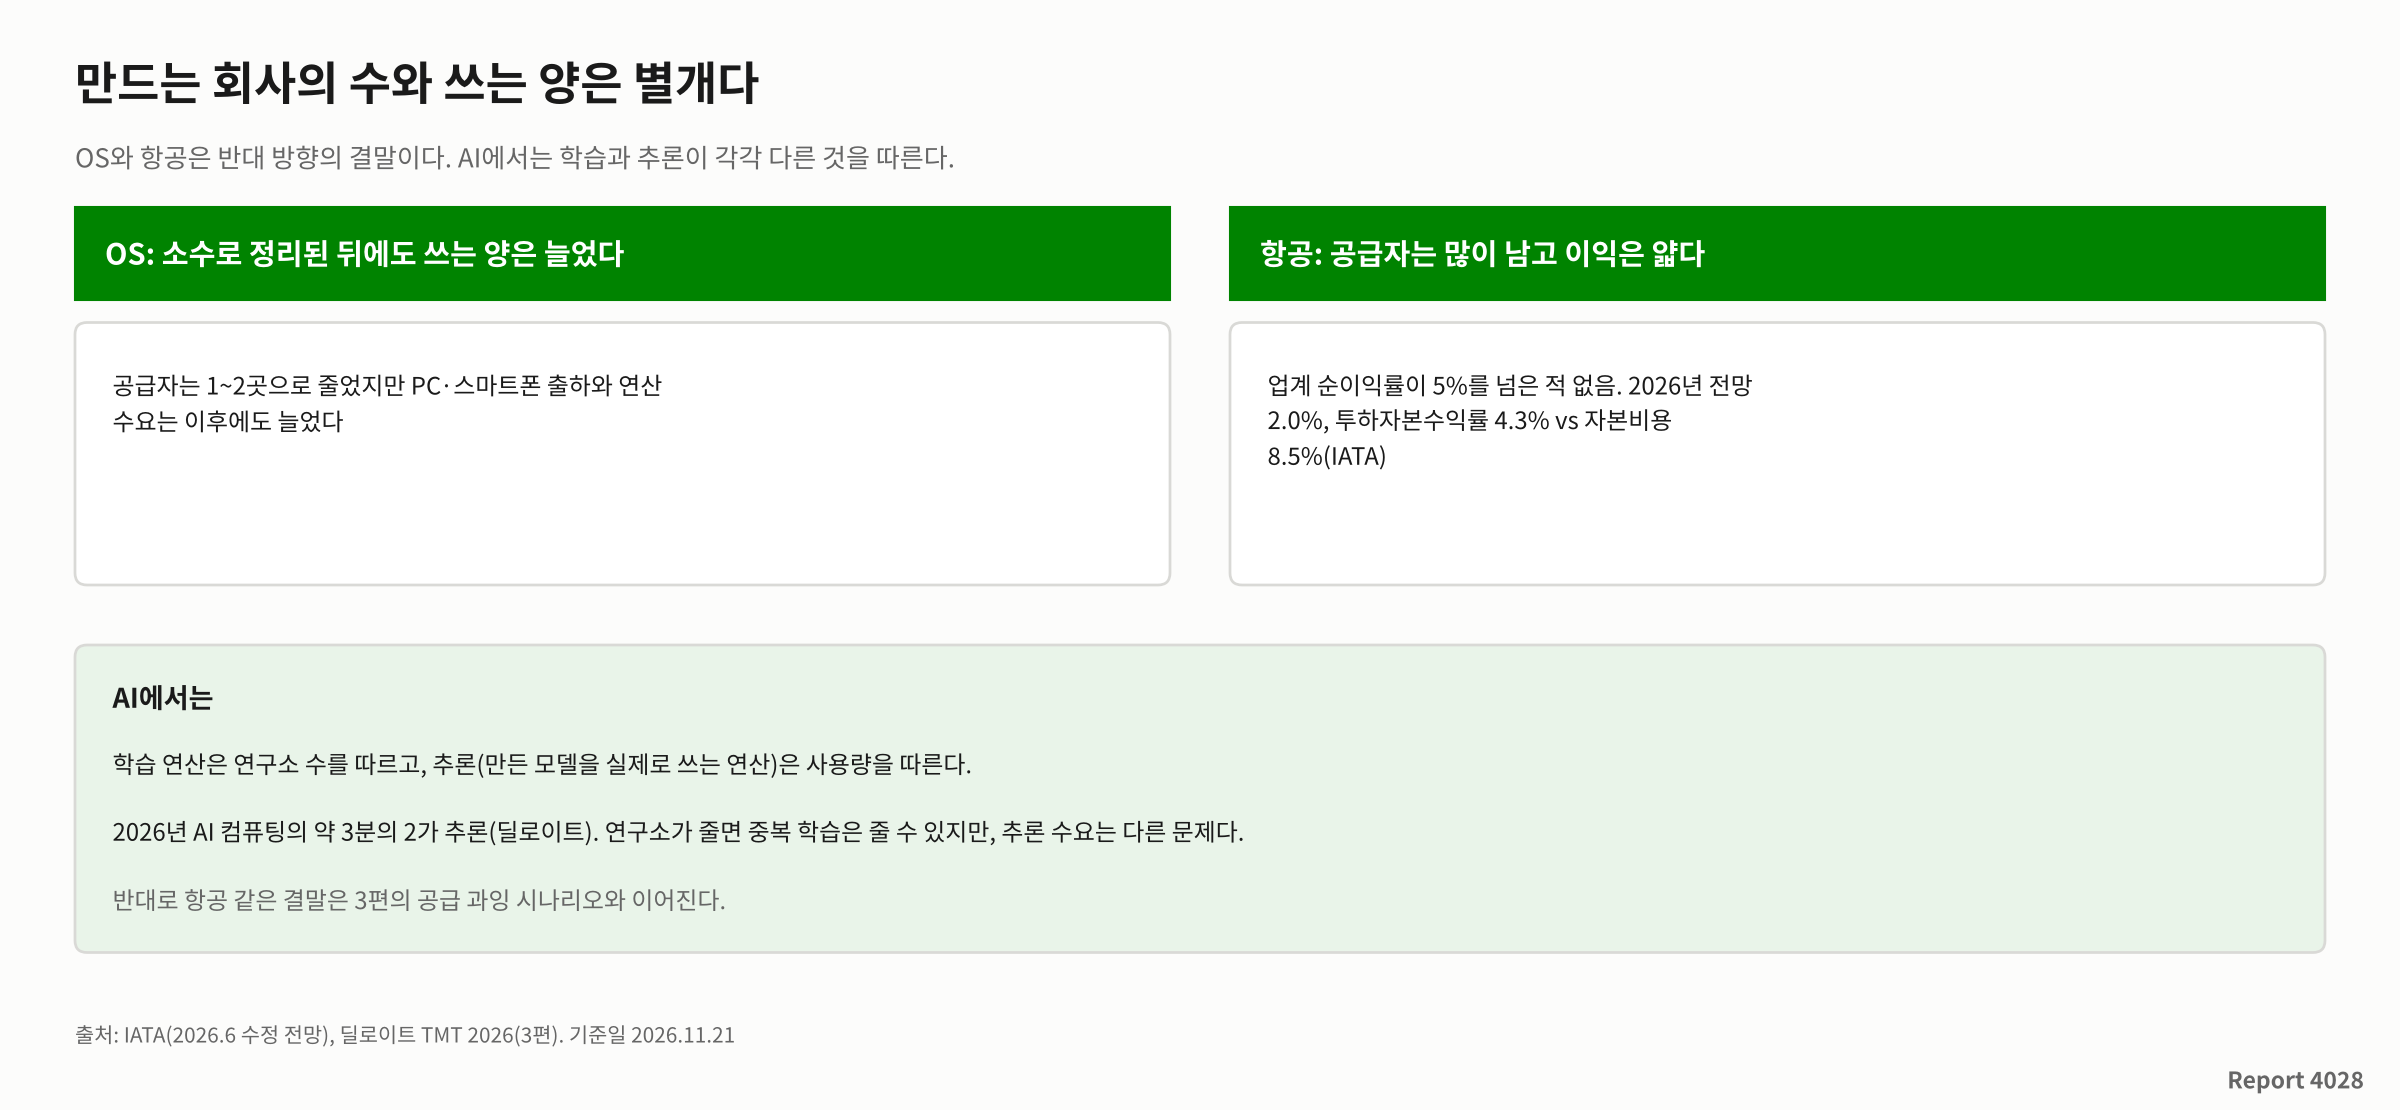 만드는 회사의 수와 쓰는 양은 별개다
OS와 항공은 반대 방향의 결말이다. AI에서는 학습과 추론이 각각 다른 것을 따른다.
OS: 소수로 정리된 뒤에도 쓰는 양은 늘었다
공급자는 1~2곳으로 줄었지만 PC·스마트폰 출하와 연산
수요는 이후에도 늘었다
항공: 공급자는 많이 남고 이익은 얇다
업계 순이익률이 5%를 넘은 적 없음. 2026년 전망
2.0%, 투하자본수익률 4.3% vs 자본비용
8.5%(IATA)
AI에서는
학습 연산은 연구소 수를 따르고, 추론(만든 모델을 실제로 쓰는 연산)은 사용량을 따른다.
2026년 AI 컴퓨팅의 약 3분의 2가 추론(딜로이트). 연구소가 줄면 중복 학습은 줄 수 있지만, 추론 수요는 다른 문제다.
반대로 항공 같은 결말은 3편의 공급 과잉 시나리오와 이어진다.
출처: IATA(2026.6 수정 전망), 딜로이트 TMT 2026(3편). 기준일 2026.11.21
Report 4028